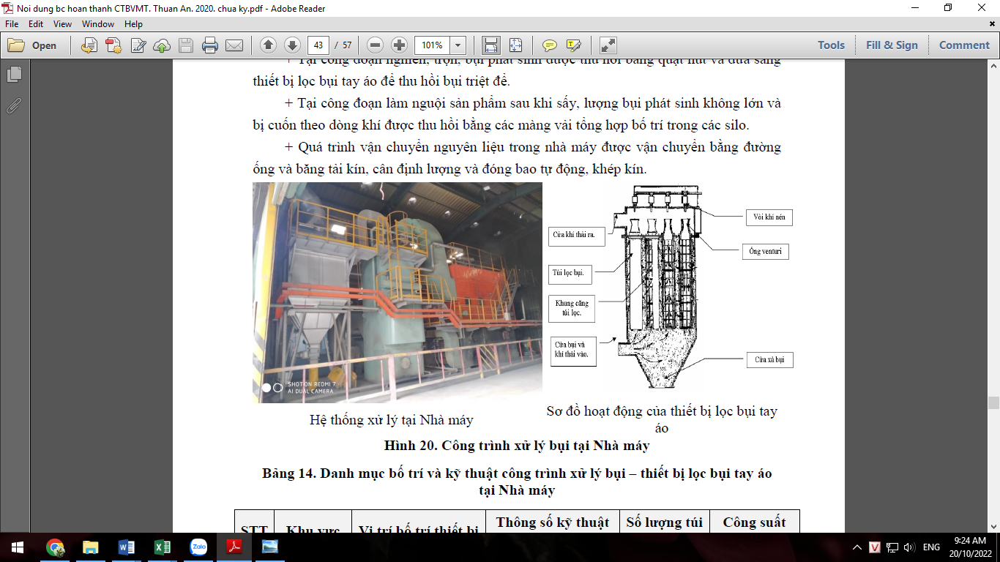 Noi dung bc hoan thanh CTBVMT. Thuan An. 2020. chua ky.pdf - Adobe Reader
File Edit View Window Help
Open 43 / 57 101% Tools Fill & Sign Comment
+ Tại công đoạn nghiền, trộn, bụi phát sinh được thu hồi bằng quạt hút và đưa sang
thiết bị lọc bụi tay áo để thu hồi bụi triệt để.
+ Tại công đoạn làm nguội sản phẩm sau khi sấy, lượng bụi phát sinh không lớn và
bị cuốn theo dòng khí được thu hồi bằng các màng vải tổng hợp bố trí trong các silo.
+ Quá trình vận chuyển nguyên liệu trong nhà máy được vận chuyển bằng đường
ống và băng tải kín, cân định lượng và đóng bao tự động, khép kín.
SHOT ON REDMI 7
AI DUAL CAMERA
Cửa khí thải ra.
Túi lọc bụi.
Khung căng
túi lọc.
Cửa bụi và
khí thải vào.
Vòi khí nén
Ông venturi
Cửa xả bụi
Hệ thống xử lý tại Nhà máy
Sơ đồ hoạt động của thiết bị lọc bụi tay
áo
Hình 20. Công trình xử lý bụi tại Nhà máy
Bảng 14. Danh mục bố trí và kỹ thuật công trình xử lý bụi – thiết bị lọc bụi tay áo
tại Nhà máy
STT Khu vực Vị trí bố trí thiết bị Thông số kỹ thuật Số lượng túi Công suất
ENG
9:24 AM
20/10/2022